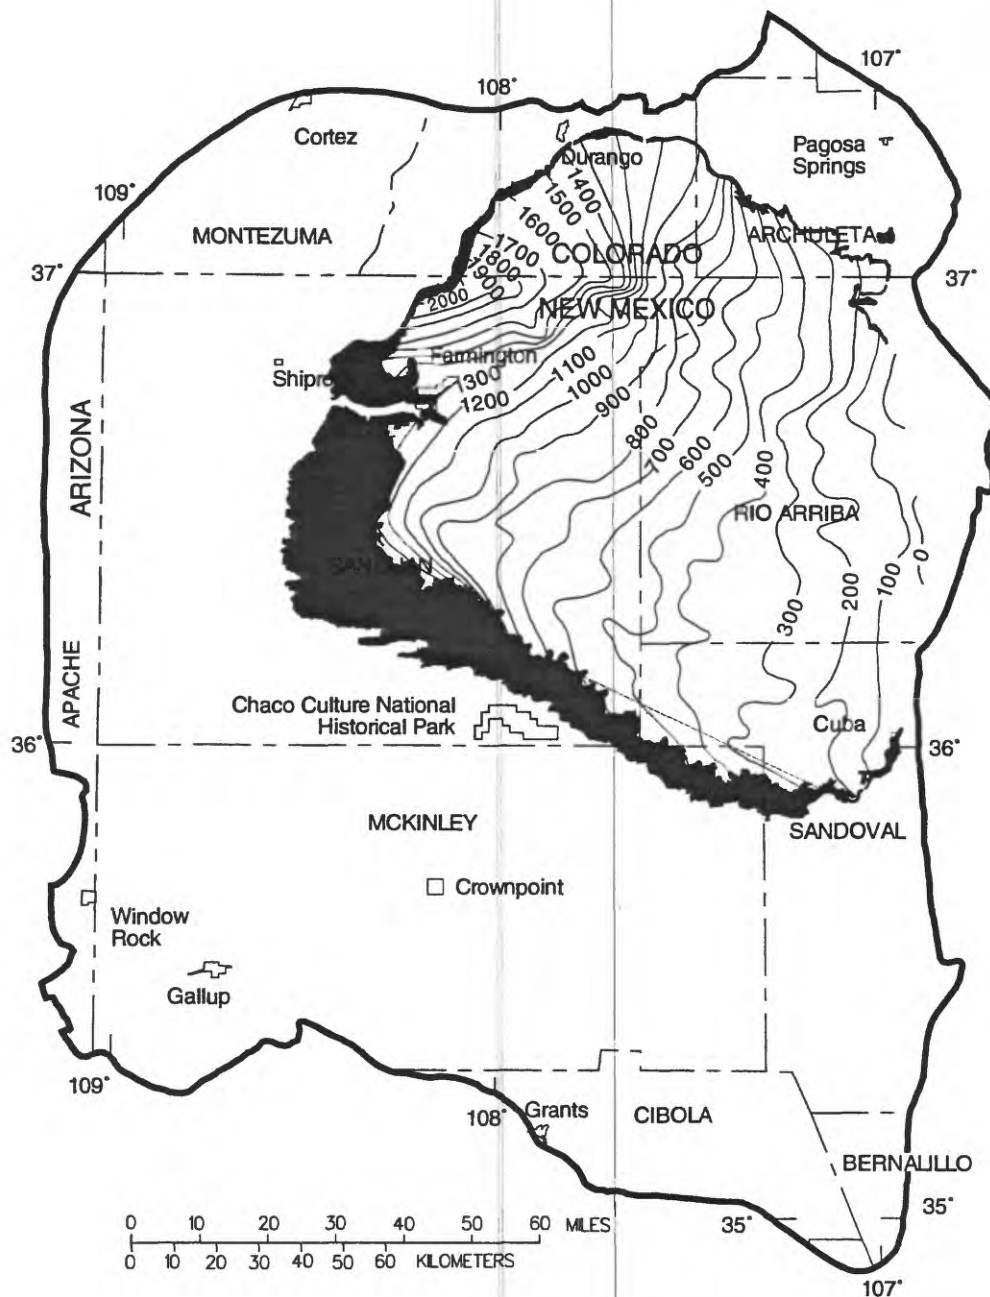 107°
108°
Cortez
Durango
Pagosa
Springs
109°
1400
1500
1600
MONTEZUMA
1700
COLORADO
ARCHULETA
1800
1900
37°
37°
2000
NEW MEXICO
Farmington
1100
Shipro
1300
1000
1200
900
ARIZONA
800
700
600
500
400
RIO ARRIBA
SAN JUAN
300
200
100
0
APACHE
Chaco Culture National
Historical Park
Cuba
36°
36°
MCKINLEY
SANDOVAL
Crownpoint
Window
Rock
Gallup
109°
108°
Grants
CIBOLA
BERNALILLO
0 10 20 30 40 50 60 MILES
35°
35°
0 10 20 30 40 50 60 KILOMETERS
107°